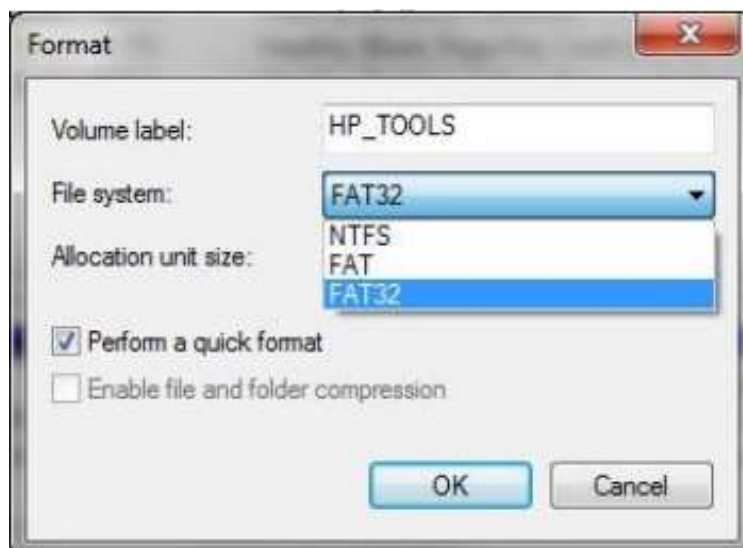 Format
Volume label: HP_TOOLS
File system: FAT32
NTFS
Allocation unit size: FAT
FAT32
Perform a quick format
Enable file and folder compression
OK Cancel